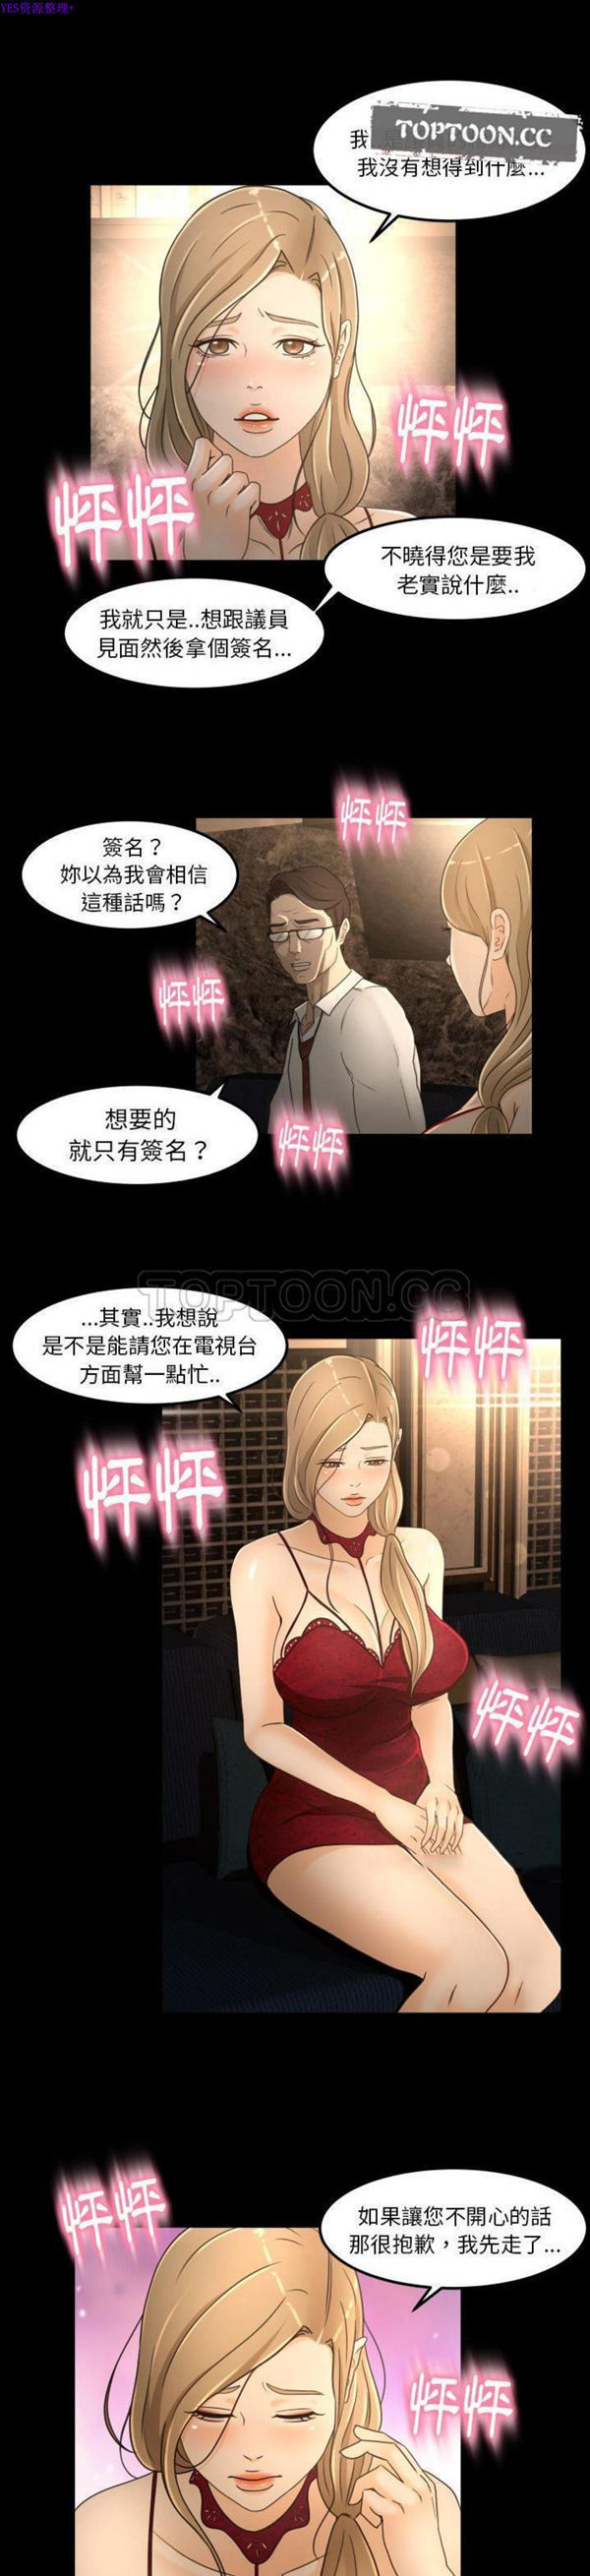 YES资源整理+
我
TOPTOON.CC
我沒有想得到什麼...
怦怦
怦怦
不曉得您是要我
老實說什麼..
我就只是..想跟議員
見面然後拿個簽名...
怦怦
簽名？
妳以為我會相信
這種話嗎？
怦怦
想要的
就只有簽名？
怦怦
TOPTOON.CC
...其實..我想說
是不是能請您在電視台
方面幫一點忙..
怦怦
怦怦
怦怦
怦怦
如果讓您不開心的話
那很抱歉，我先走了...
怦怦